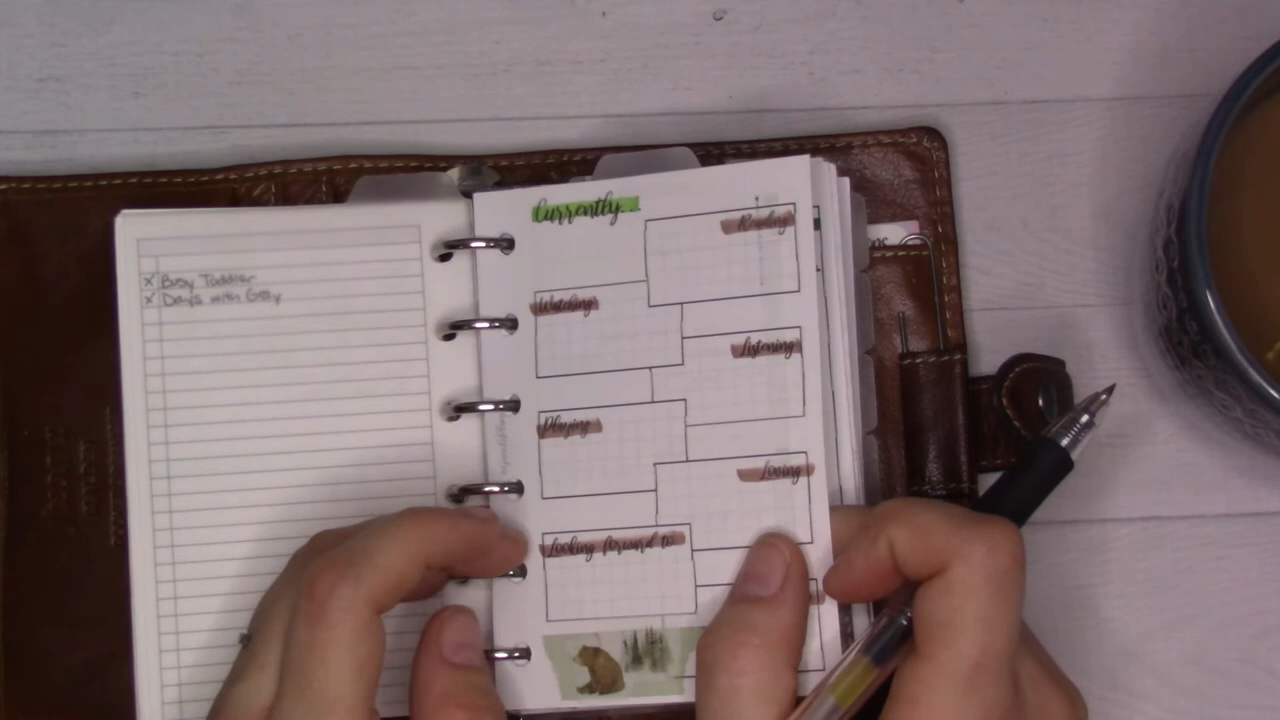 x Busy Toddler
x Days with Grey
Currently...
Reading
Watching
Listening
Playing
Loving
Looking forward to